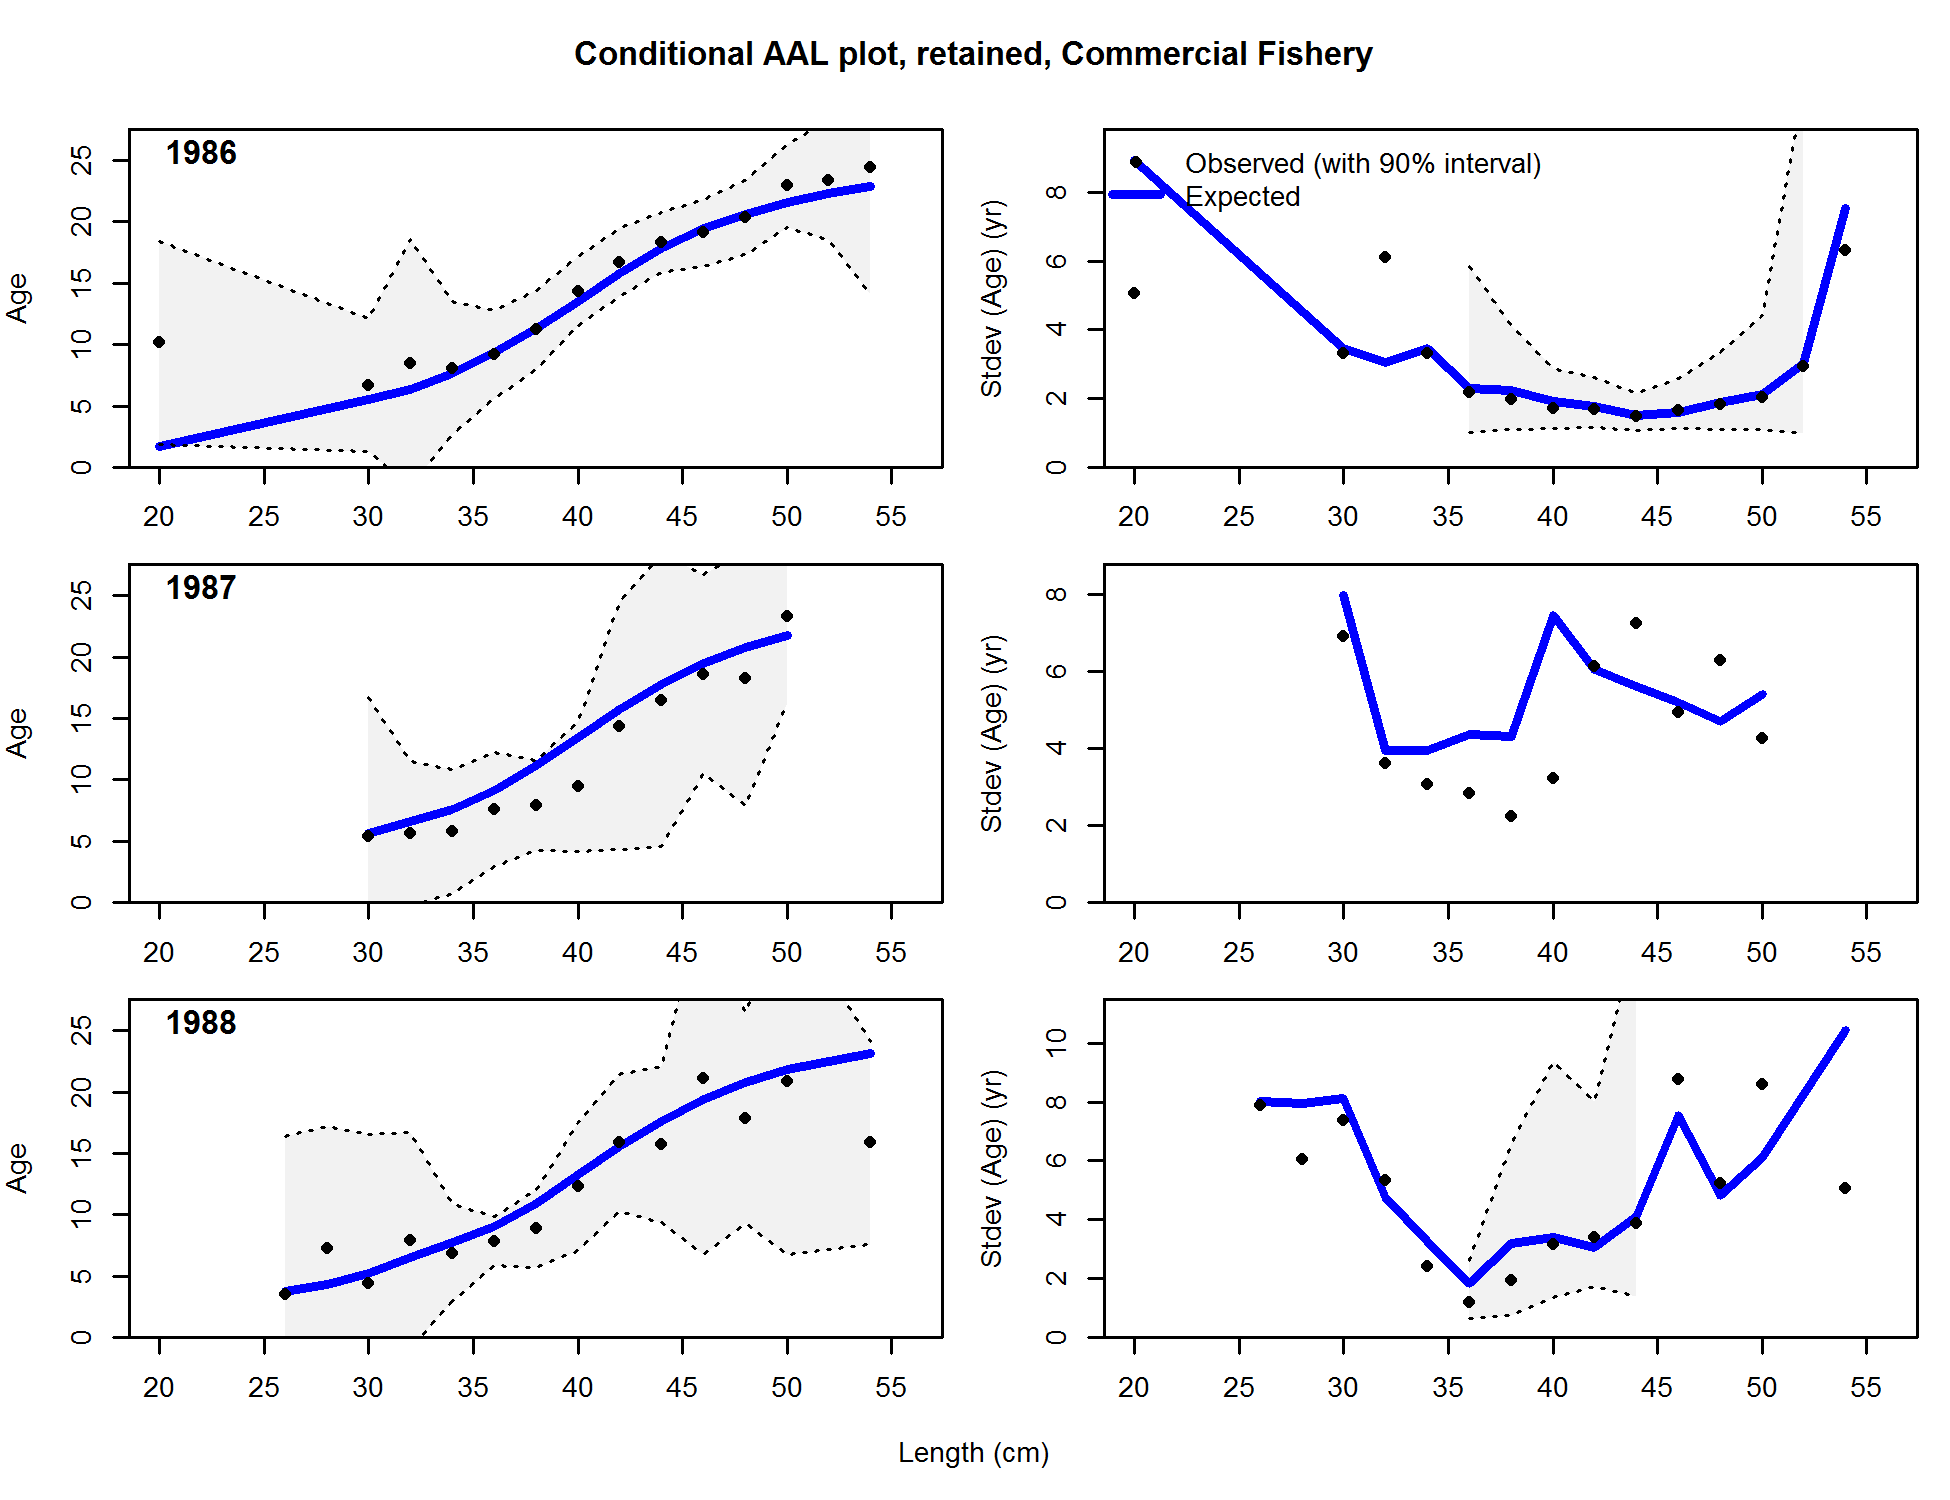 Conditional AAL plot, retained, Commercial Fishery
1986
Age
0 5 10 15 20 25
20 25 30 35 40 45 50 55
Observed (with 90% interval)
Expected
Stdev (Age) (yr)
0 2 4 6 8
20 25 30 35 40 45 50 55
1987
Age
0 5 10 15 20 25
20 25 30 35 40 45 50 55
Stdev (Age) (yr)
0 2 4 6 8
20 25 30 35 40 45 50 55
1988
Age
0 5 10 15 20 25
20 25 30 35 40 45 50 55
Stdev (Age) (yr)
0 2 4 6 8 10
20 25 30 35 40 45 50 55
Length (cm)